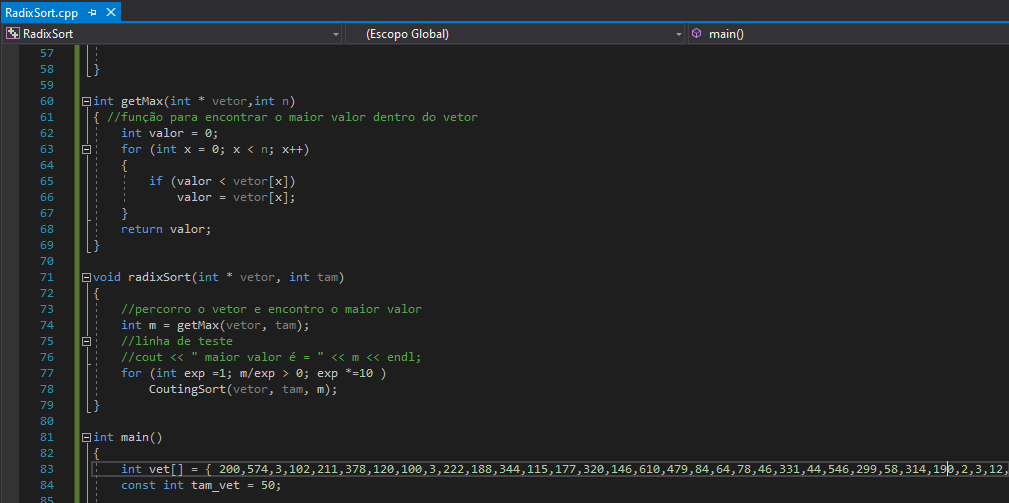 RadixSort.cpp
RadixSort (Escopo Global) main()
57
58 }
59
60 int getMax(int * vetor,int n)
61 { //função para encontrar o maior valor dentro do vetor
62 int valor = 0;
63 for (int x = 0; x < n; x++)
64 {
65 if (valor < vetor[x])
66 valor = vetor[x];
67 }
68 return valor;
69 }
70
71 void radixSort(int * vetor, int tam)
72 {
73 //percorro o vetor e encontro o maior valor
74 int m = getMax(vetor, tam);
75 //linha de teste
76 //cout << " maior valor é = " << m << endl;
77 for (int exp =1; m/exp > 0; exp *=10 )
78 CoutingSort(vetor, tam, m);
79 }
80
81 int main()
82 {
83 int vet[] = { 200,574,3,102,211,378,120,100,3,222,188,344,115,177,320,146,610,479,84,64,78,46,331,44,546,299,58,314,190,2,3,12,
84 const int tam_vet = 50;
85